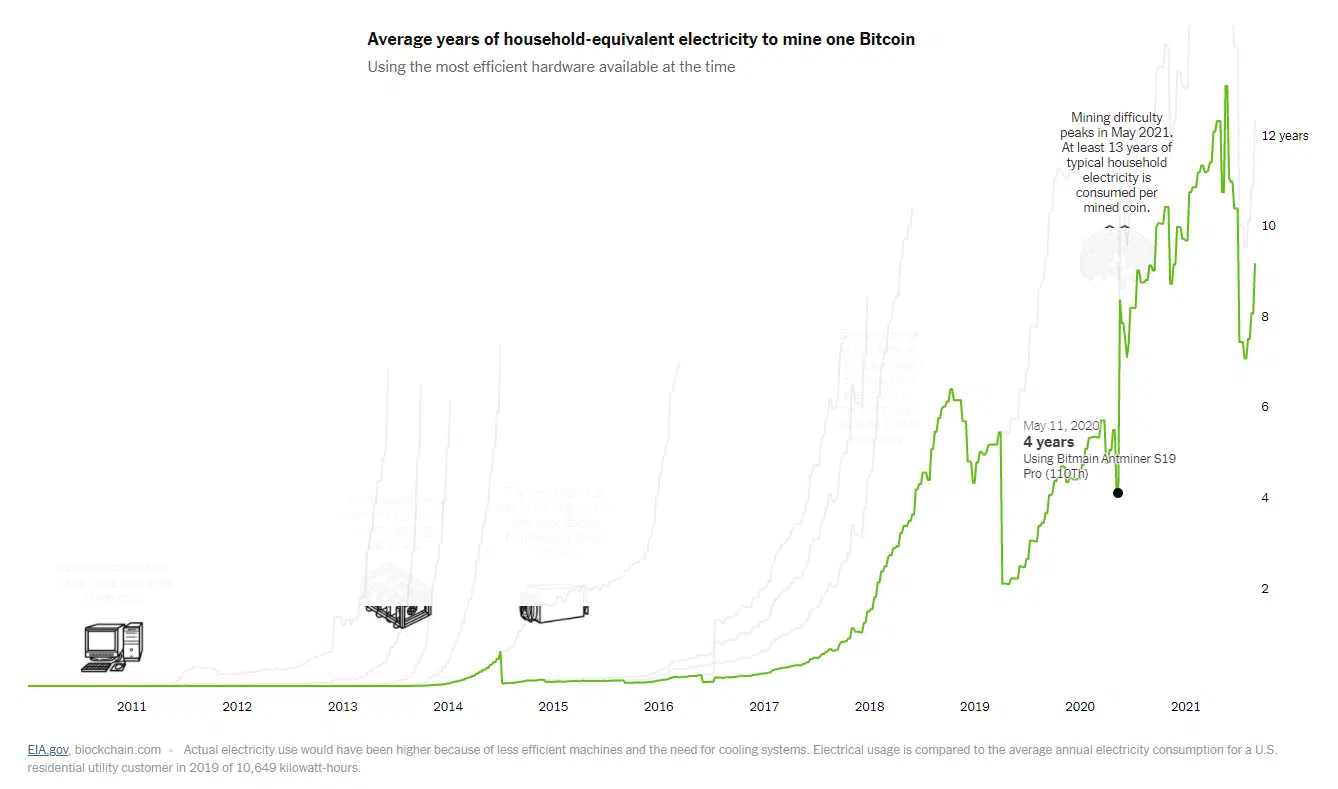 Average years of household-equivalent electricity to mine one Bitcoin
Using the most efficient hardware available at the time
Mining difficulty
peaks in May 2021.
At least 13 years of
typical household
electricity is
consumed per
mined coin.
12 years
10
8
6
May 11, 2020
4 years
Using Bitmain Antminer S19
Pro (110Th)
4
2
2011 2012 2013 2014 2015 2016 2017 2018 2019 2020 2021
EIA.gov, blockchain.com • Actual electricity use would have been higher because of less efficient machines and the need for cooling systems. Electrical usage is compared to the average annual electricity consumption for a U.S.
residential utility customer in 2019 of 10,649 kilowatt-hours.